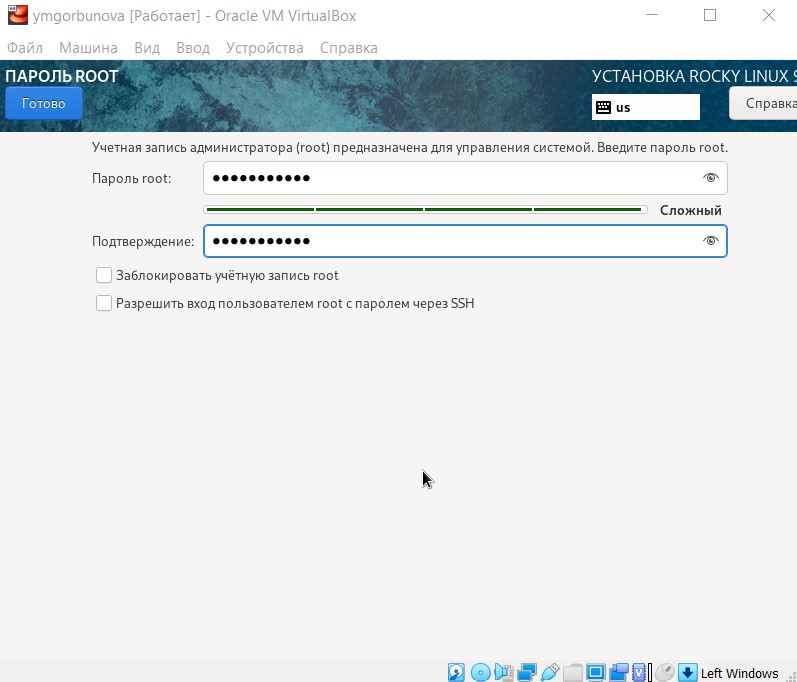 ymgorbunova [Работает] - Oracle VM VirtualBox
Файл Машина Вид Ввод Устройства Справка
ПАРОЛЬ ROOT
УСТАНОВКА ROCKY LINUX 9
Готово
us
Справка
Учетная запись администратора (root) предназначена для управления системой. Введите пароль root.
Пароль root: ●●●●●●●●●●●
Сложный
Подтверждение: ●●●●●●●●●●●
Заблокировать учётную запись root
Разрешить вход пользователем root с паролем через SSH
Left Windows